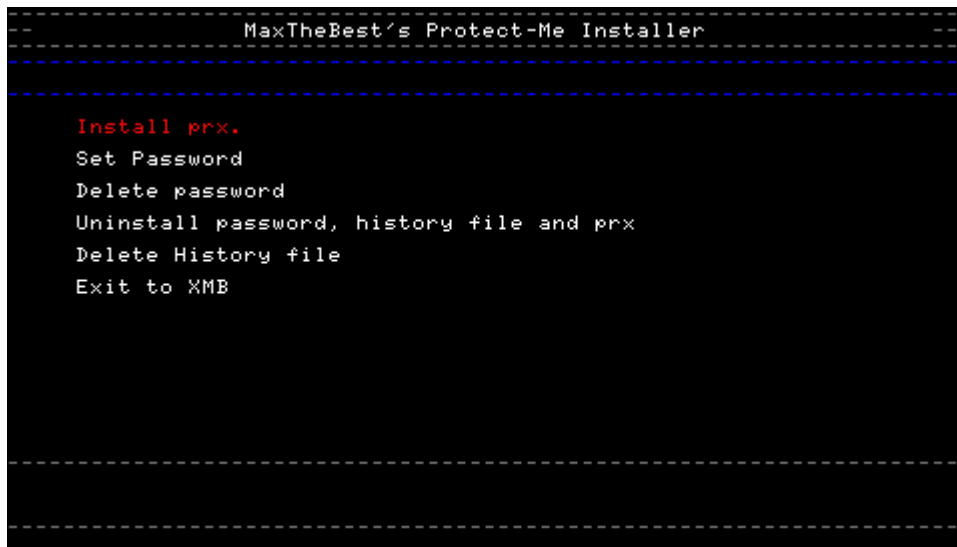 MaxTheBest´s Protect-Me Installer
Install prx.
Set Password
Delete password
Uninstall password, history file and prx
Delete History file
Exit to XMB